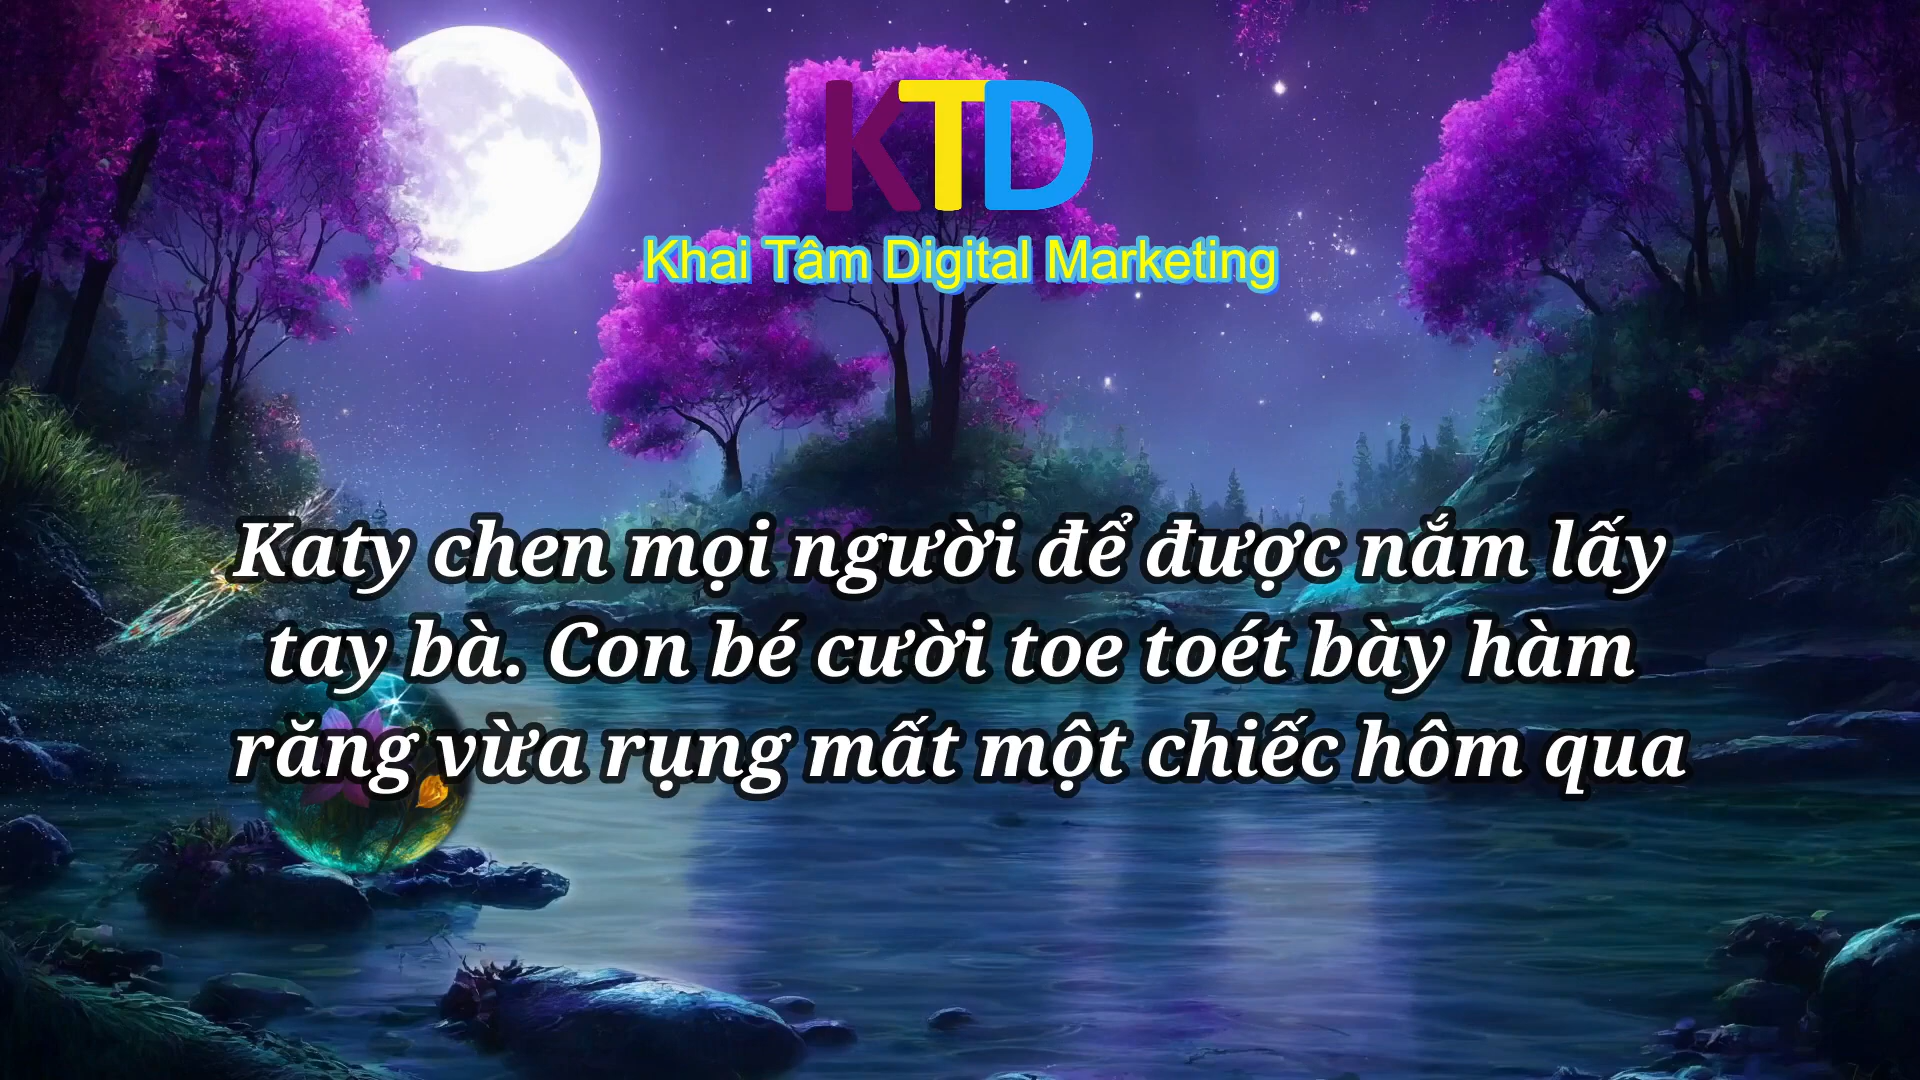 KTD
Khai Tâm Digital Marketing
Katy chen mọi người để được nắm lấy
tay bà. Con bé cười toe toét bày hàm
răng vừa rụng mất một chiếc hôm qua